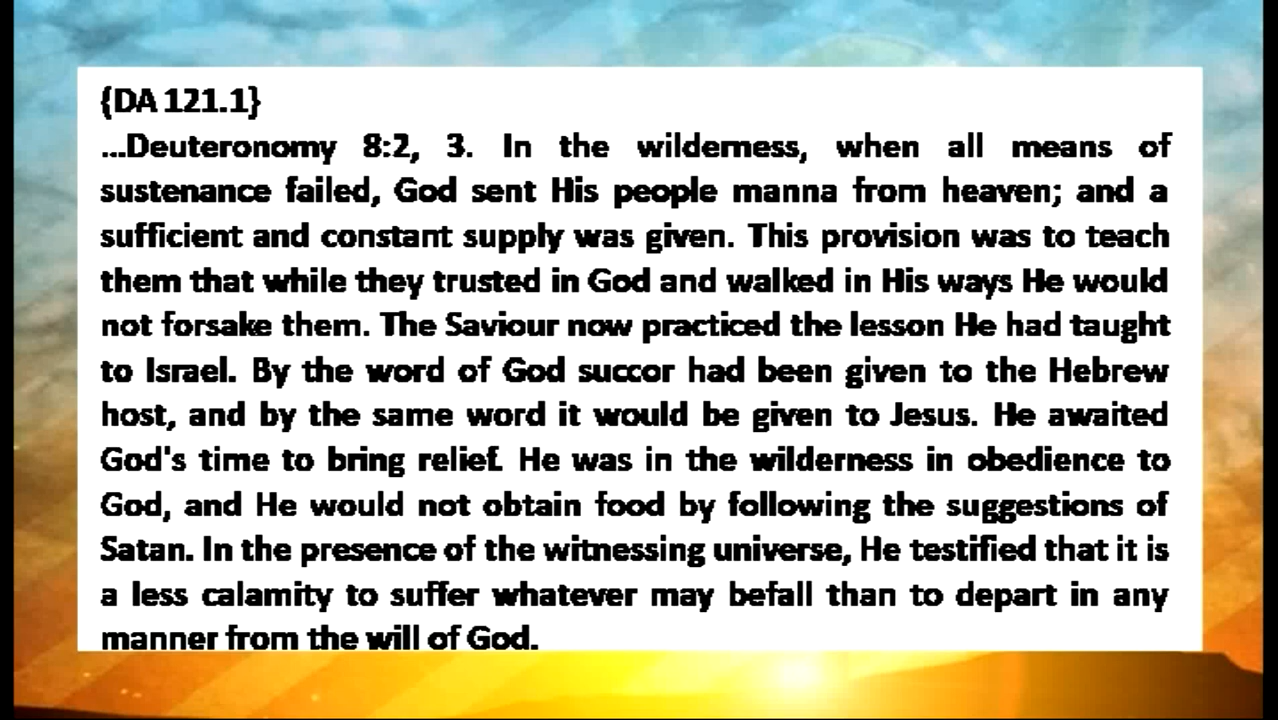 {DA 121.1}
...Deuteronomy 8:2, 3. In the wilderness, when all means of
sustenance failed, God sent His people manna from heaven; and a
sufficient and constant supply was given. This provision was to teach
them that while they trusted in God and walked in His ways He would
not forsake them. The Saviour now practiced the lesson He had taught
to Israel. By the word of God succor had been given to the Hebrew
host, and by the same word it would be given to Jesus. He awaited
God's time to bring relief. He was in the wilderness in obedience to
God, and He would not obtain food by following the suggestions of
Satan. In the presence of the witnessing universe, He testified that it is
a less calamity to suffer whatever may befall than to depart in any
manner from the will of God.